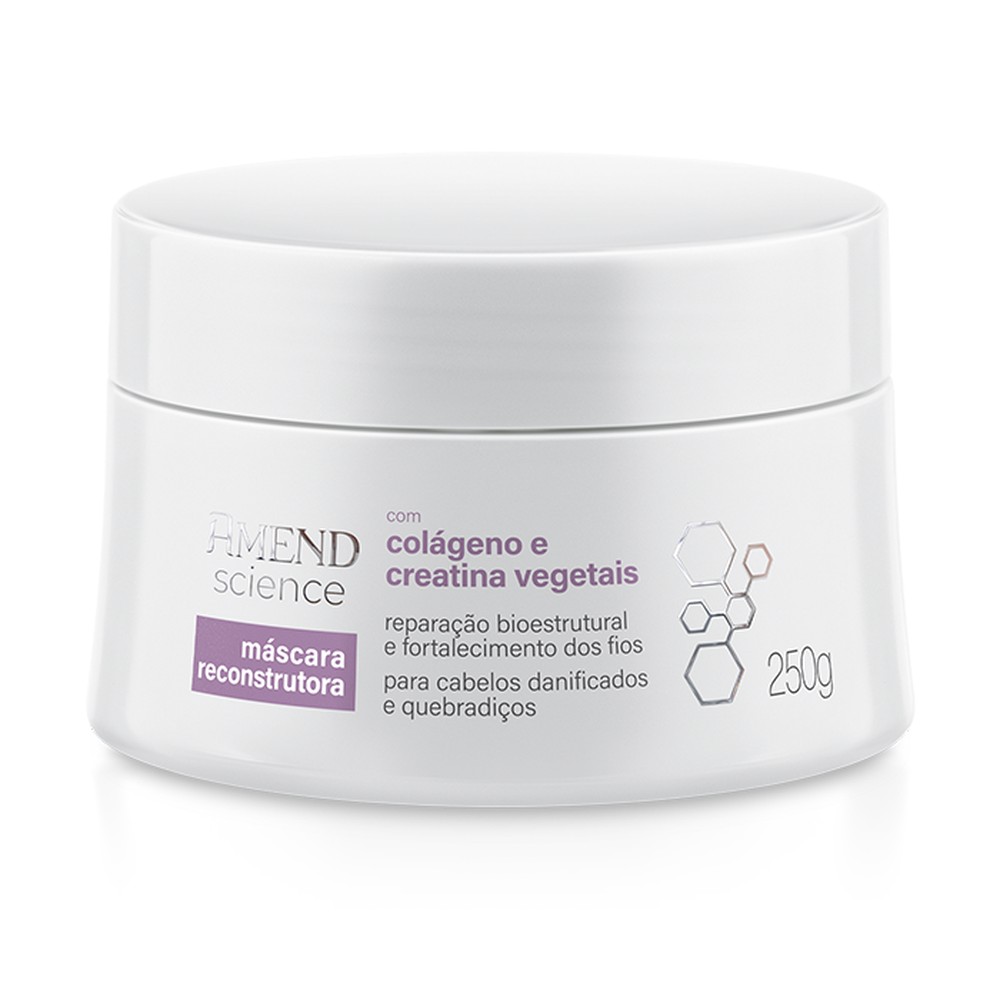 AMEND
science
máscara
reconstrutora
com
colágeno e
creatina vegetais
reparação bioestrutural
e fortalecimento dos fios
para cabelos danificados
e quebradiços
250g